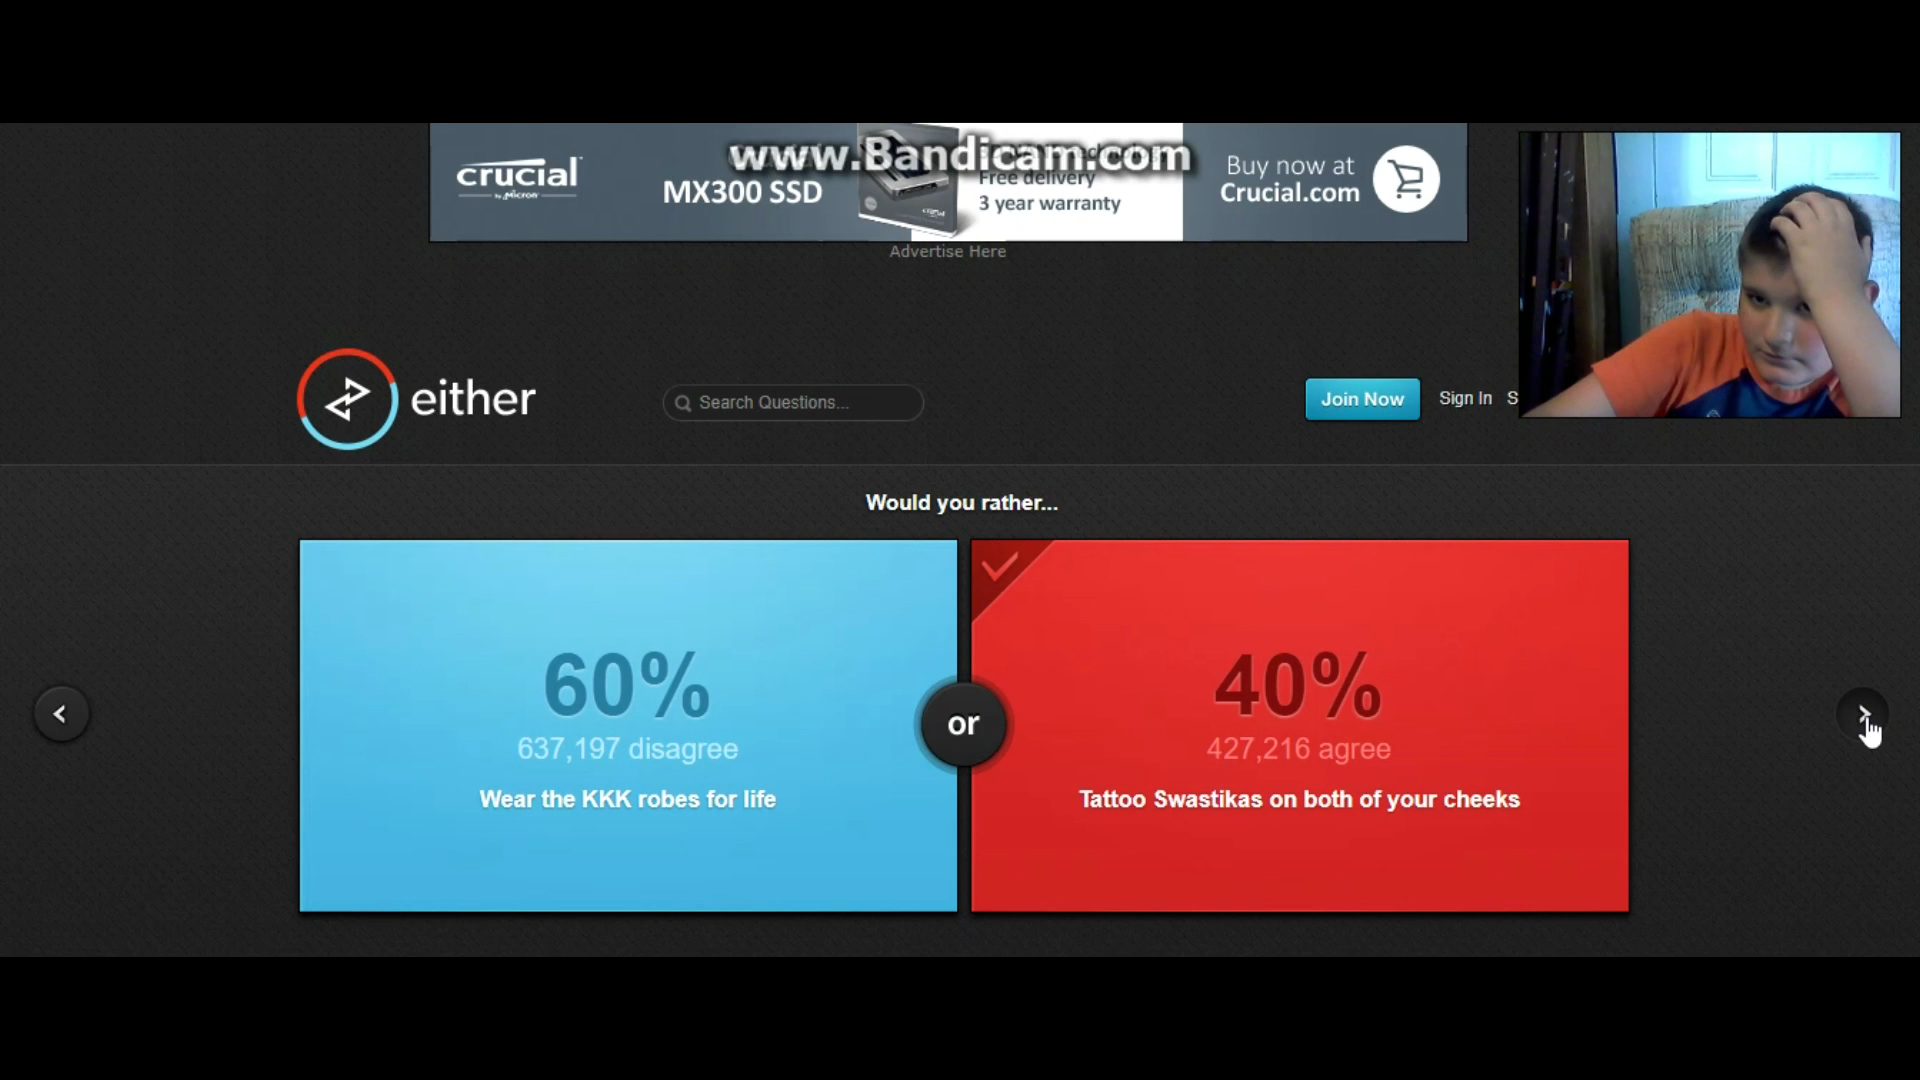 www.Bandicam.com
crucial
by Micron
MX300 SSD
Free delivery
3 year warranty
Buy now at
Crucial.com
Advertise Here
either
Search Questions...
Join Now
Sign In
S
Would you rather...
60%
637,197 disagree
Wear the KKK robes for life
or
40%
427,216 agree
Tattoo Swastikas on both of your cheeks